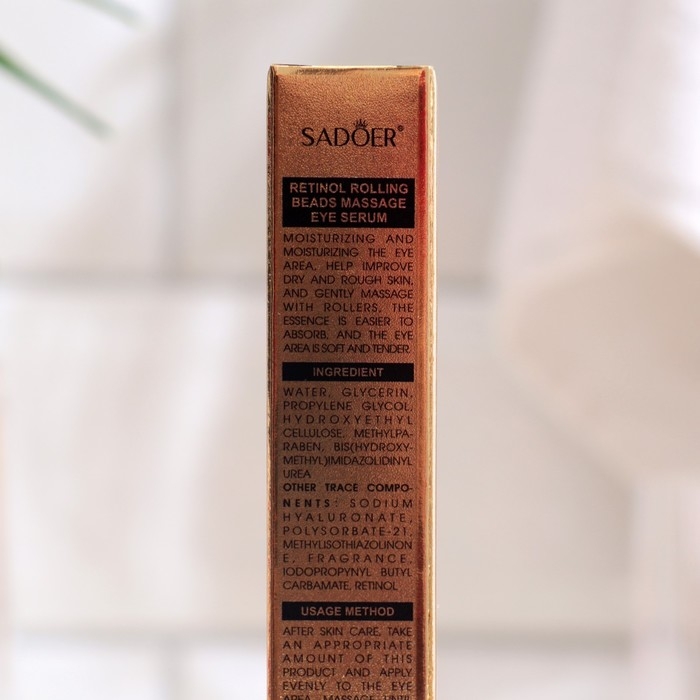 SADOER®
RETINOL ROLLING
BEADS MASSAGE
EYE SERUM
MOISTURIZING AND
MOISTURIZING THE EYE
AREA, HELP IMPROVE
DRY AND ROUGH SKIN,
AND GENTLY MASSAGE
WITH ROLLERS, THE
ESSENCE IS EASIER TO
ABSORB, AND THE EYE
AREA IS SOFT AND TENDER.
INGREDIENT
WATER, GLYCERIN,
PROPYLENE GLYCOL,
HYDROXYETHYL
CELLULOSE, METHYLPA-
RABEN, BIS(HYDROXY-
METHYL)IMIDAZOLIDINYL
UREA
OTHER TRACE COMPO-
NENTS: SODIUM
HYALURONATE,
POLYSORBATE-21,
METHYLISOTHIAZOLINON
E, FRAGRANCE,
IODOPROPYNYL BUTYL
CARBAMATE, RETINOL
USAGE METHOD
AFTER SKIN CARE, TAKE
AN APPROPRIATE
AMOUNT OF THIS
PRODUCT AND APPLY
EVENLY TO THE EYE
AREA, MASSAGE UNTIL